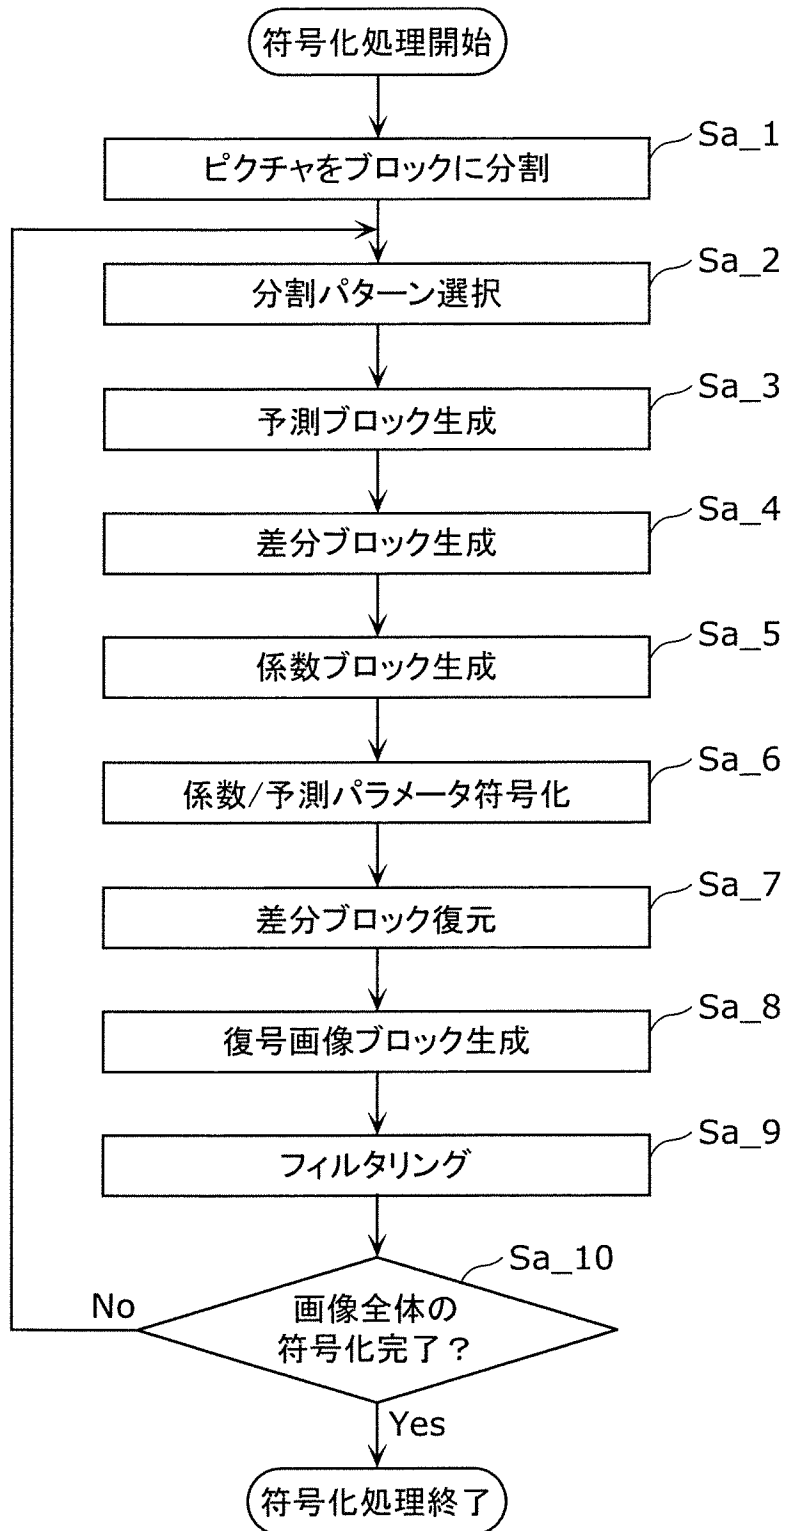 符号化処理開始
Sa_1
ピクチャをブロックに分割
Sa_2
分割パターン選択
Sa_3
予測ブロック生成
Sa_4
差分ブロック生成
Sa_5
係数ブロック生成
Sa_6
係数/予測パラメータ符号化
Sa_7
差分ブロック復元
Sa_8
復号画像ブロック生成
Sa_9
フィルタリング
Sa_10
No
画像全体の
符号化完了？
Yes
符号化処理終了